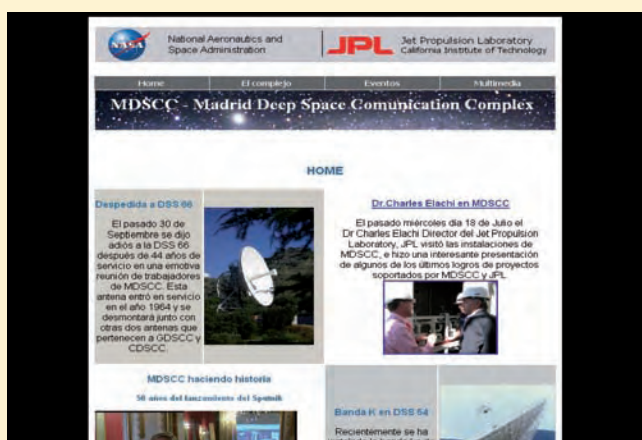 NASA
National Aeronautics and
Space Administration
JPL
Jet Propulsion Laboratory
California Institute of Technology
Home El complejo Eventos Multimedia
MDSCC - Madrid Deep Space Comunication Complex
HOME
Despedida a DSS 66
El pasado 30 de
Septiembre se dijo
adiós a la DSS 66
después de 44 años de
servicio en una emotiva
reunión de trabajadores
de MDSCC. Esta
antena entró en servicio
en el año 1964 y se
desmontará junto con
otras dos antenas que
pertenecen a GDSCC y
CDSCC.
Dr.Charles Elachi en MDSCC
El pasado miércoles día 18 de Julio el
Dr Charles Elachi Director del Jet Propulsion
Laboratory, JPL visitó las instalaciones de
MDSCC, e hizo una interesante presentación
de algunos de los últimos logros de proyectos
soportados por MDSCC y JPL
MDSCC haciendo historia
50 años del lanzamiento del Sputnik
Banda K en DSS 54
Recientemente se ha